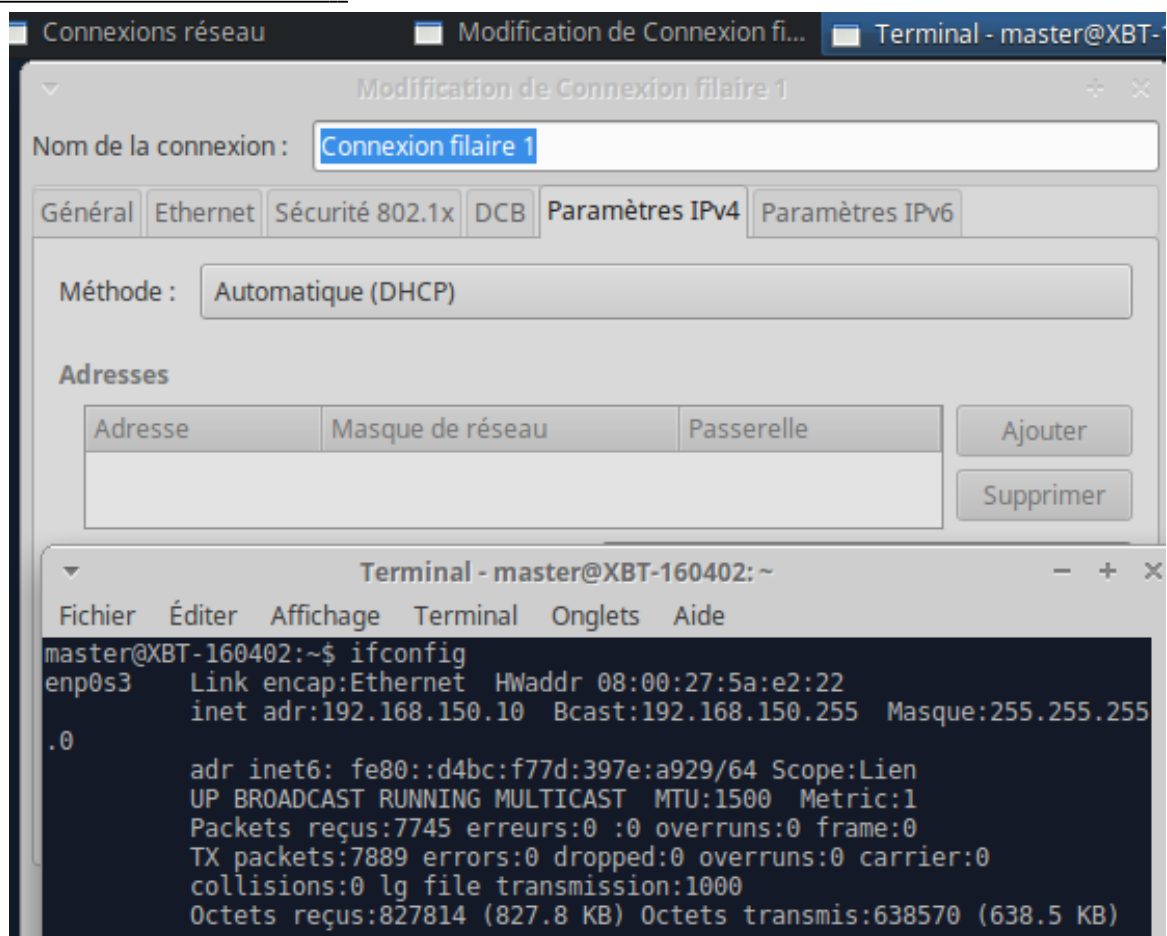 Connexions réseau
Modification de Connexion fi...
Terminal - master@XBT-1
Modification de Connexion filaire 1
Nom de la connexion :
Connexion filaire 1
Général Ethernet Sécurité 802.1x DCB Paramètres IPv4 Paramètres IPv6
Méthode : Automatique (DHCP)
Adresses
Adresse Masque de réseau Passerelle
Ajouter
Supprimer
Terminal - master@XBT-160402: ~
Fichier Éditer Affichage Terminal Onglets Aide
master@XBT-160402:~$ ifconfig
enp0s3 Link encap:Ethernet HWaddr 08:00:27:5a:e2:22
inet adr:192.168.150.10 Bcast:192.168.150.255 Masque:255.255.255
.0
adr inet6: fe80::d4bc:f77d:397e:a929/64 Scope:Lien
UP BROADCAST RUNNING MULTICAST MTU:1500 Metric:1
Packets reçus:7745 erreurs:0 :0 overruns:0 frame:0
TX packets:7889 errors:0 dropped:0 overruns:0 carrier:0
collisions:0 lg file transmission:1000
Octets reçus:827814 (827.8 KB) Octets transmis:638570 (638.5 KB)